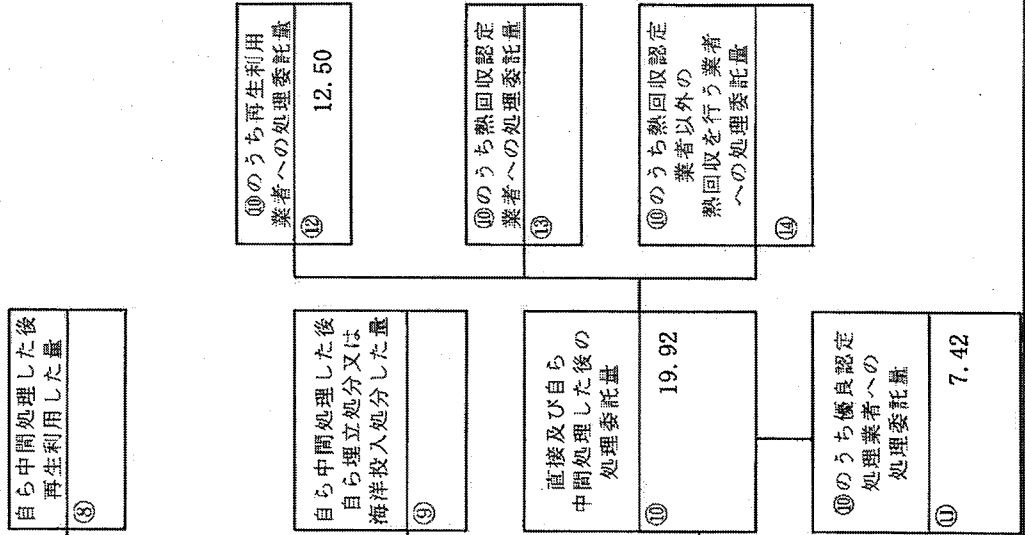 自ら中間処理した後
再生利用した量
⑧
自ら中間処理した後
自ら埋立処分又は
海洋投入処分した量
⑨
直接及び自ら
中間処理した後の
処理委託量
⑩
19.92
⑩のうち優良認定
処理業者への
処理委託量
⑪
7.42
⑩のうち再生利用
業者への処理委託量
⑫
12.50
⑩のうち熱回収認定
業者への処理委託量
⑬
⑩のうち熱回収認定
業者以外の
熱回収を行う業者
への処理委託量
⑭